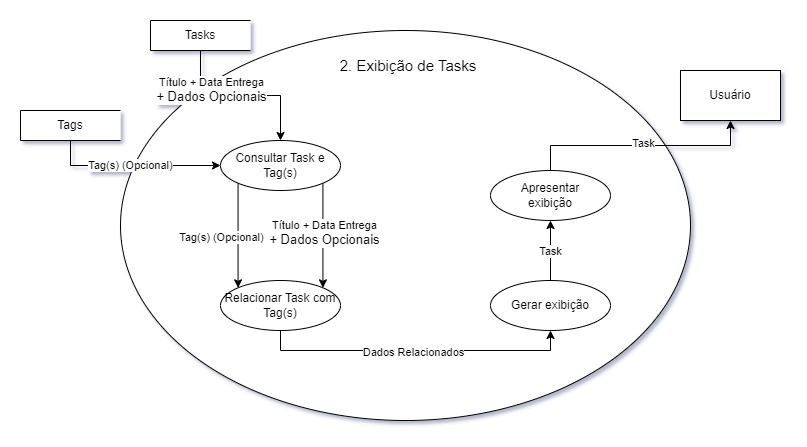 Tasks
2. Exibição de Tasks
Título + Data Entrega
+ Dados Opcionais
Usuário
Tags
Tag(s) (Opcional)
Consultar Task e
Tag(s)
Task
Apresentar
exibição
Tag(s) (Opcional)
Título + Data Entrega
+ Dados Opcionais
Task
Relacionar Task com
Tag(s)
Gerar exibição
Dados Relacionados